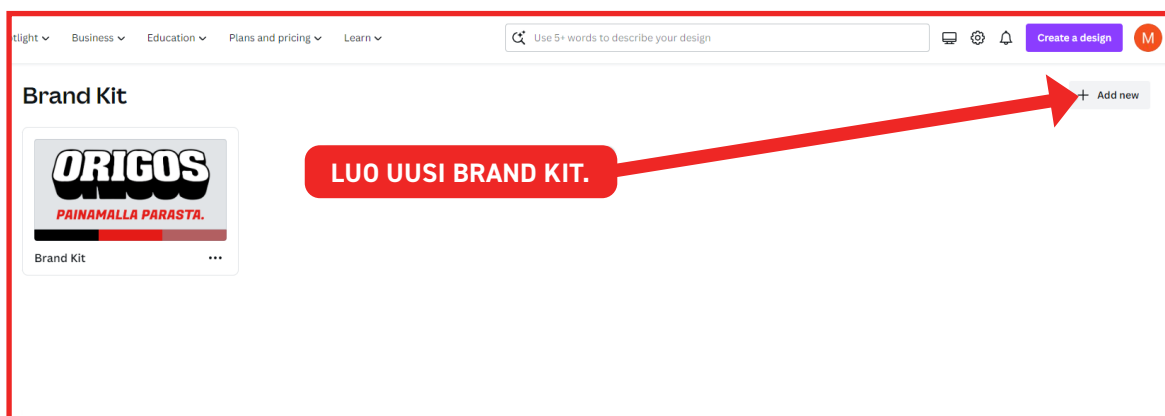 Business
Education
Plans and pricing
Learn
Use 5+ words to describe your design
Create a design
M
Brand Kit
+ Add new
ORIGOS
PAINAMALLA PARASTA.
LUO UUSI BRAND KIT.
Brand Kit